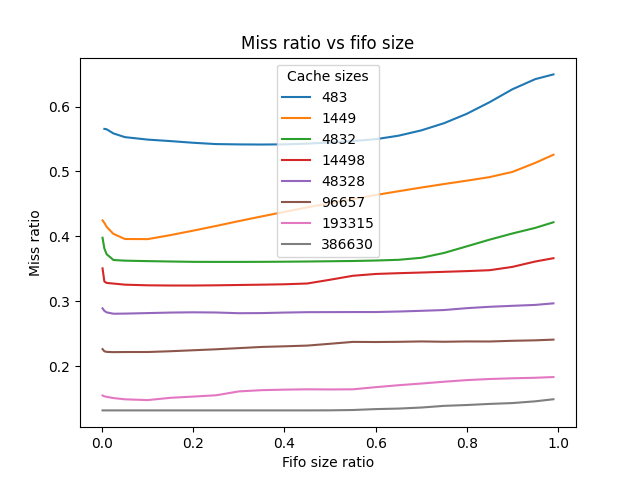 Miss ratio vs fifo size
Cache sizes
483
1449
4832
14498
48328
96657
193315
386630
Miss ratio
0.6
0.5
0.4
0.3
0.2
0.0 0.2 0.4 0.6 0.8 1.0
Fifo size ratio